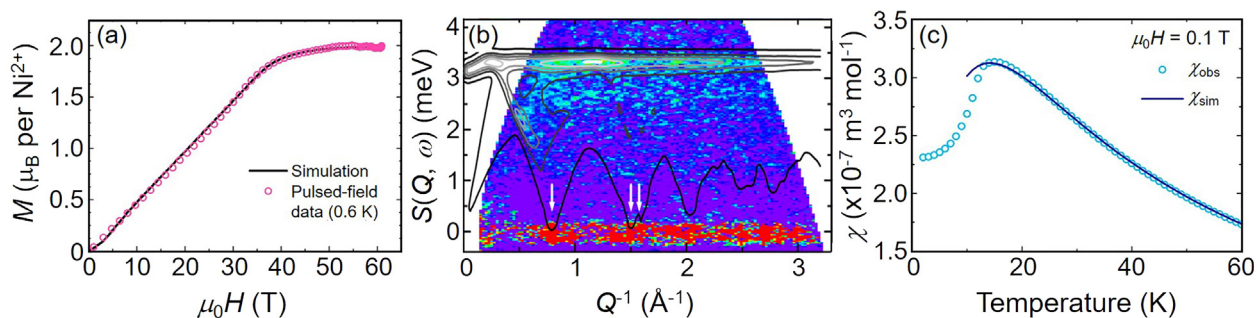 (a)
2.0
1.5
1.0
0.5
0
M (μB per Ni2+)
Simulation
Pulsed-field
data (0.6 K)
0 10 20 30 40 50 60
μ0H (T)
(b)
4
3
2
1
0
S(Q, ω) (meV)
0 1 2 3
Q-1 (Å-1)
(c)
μ0H = 0.1 T
χobs
χsim
3.5
3.0
2.5
2.0
1.5
χ (x10-7 m3 mol-1)
0 20 40 60
Temperature (K)